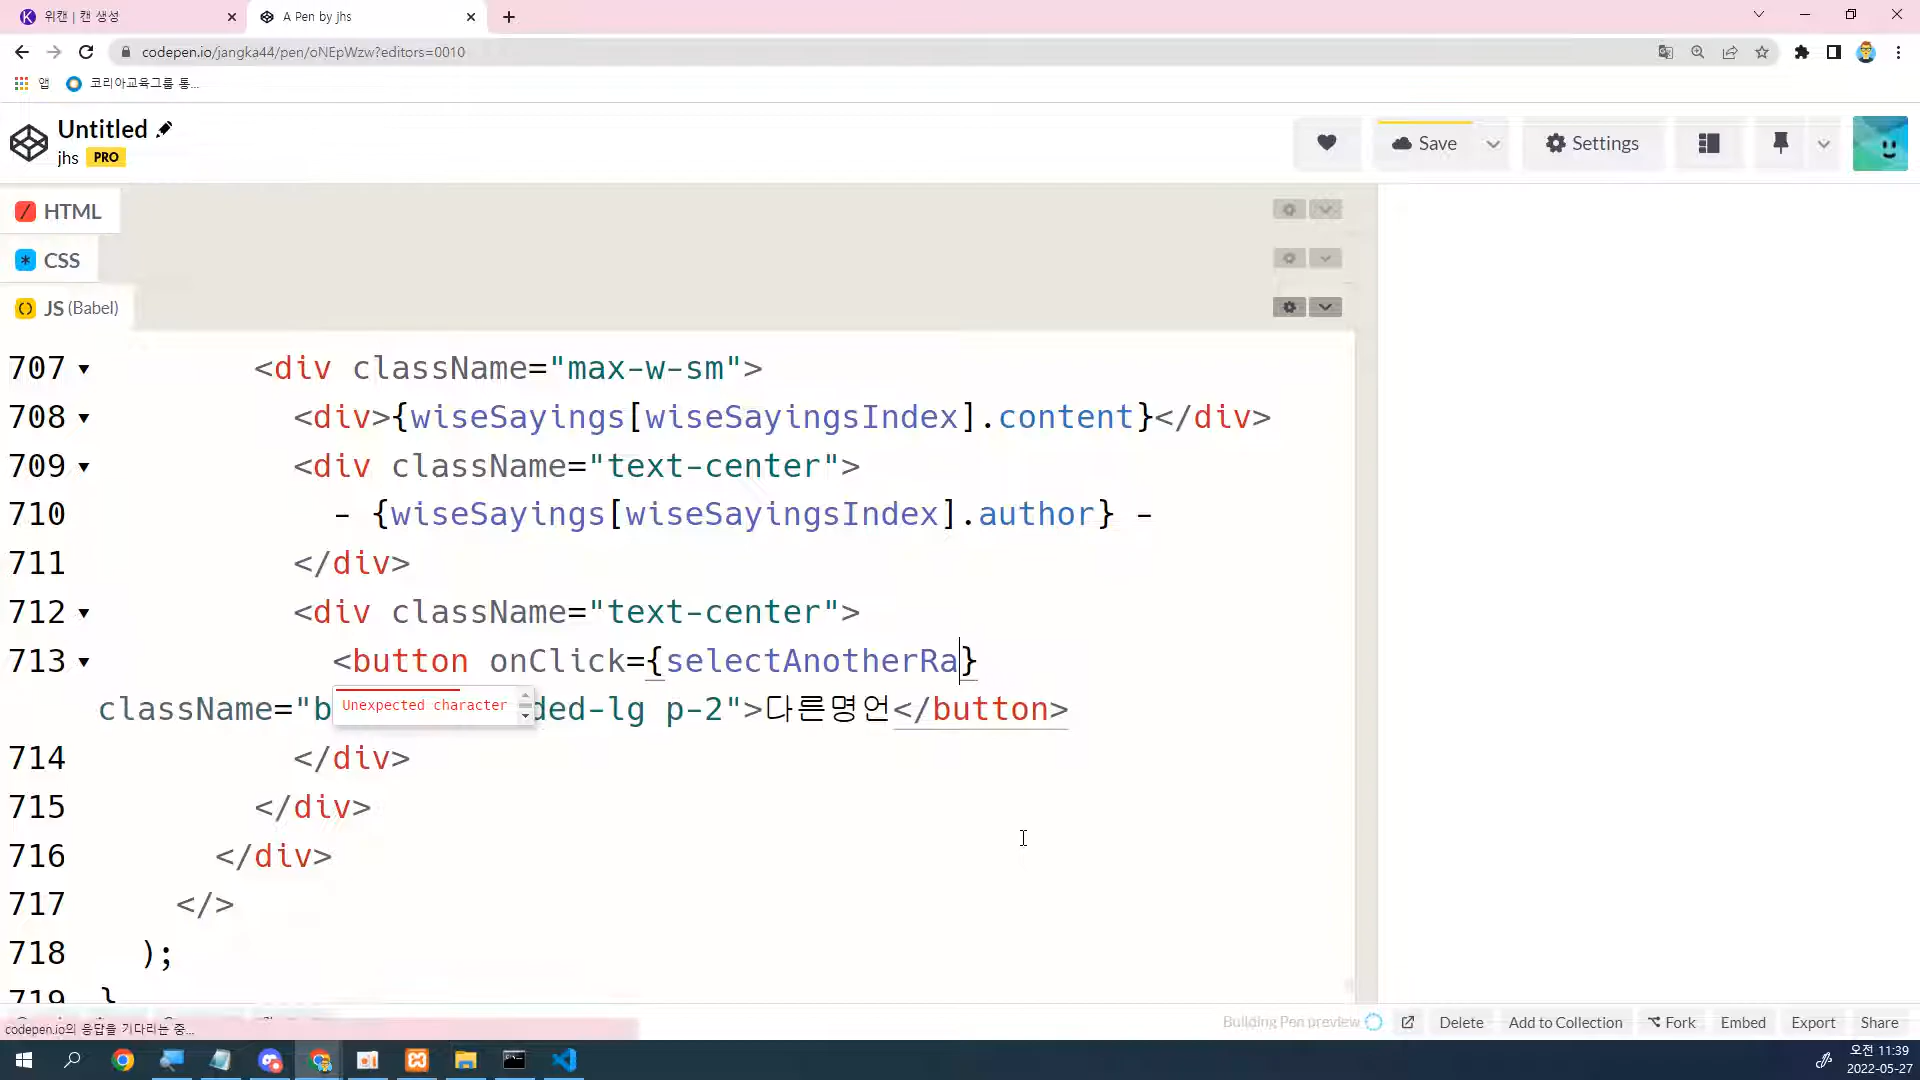 위캔 | 캔 생성
A Pen by jhs
codepen.io/jangka44/pen/oNEpWzw?editors=0010
앱
코리아교육그룹 통...
Untitled
jhs PRO
Save
Settings
HTML
CSS
JS (Babel)
707 <div className="max-w-sm">
708 <div>{wiseSayings[wiseSayingsIndex].content}</div>
709 <div className="text-center">
710 - {wiseSayings[wiseSayingsIndex].author} -
711 </div>
712 <div className="text-center">
713 <button onClick={selectAnotherRa}
className="b
Unexpected character
ded-lg p-2">다른명언</button>
714 </div>
715 </div>
716 </div>
717 </>
718 );
719 }
codepen.io의 응답을 기다리는 중...
Building Pen preview
Delete
Add to Collection
Fork
Embed
Export
Share
오전 11:39
2022-05-27